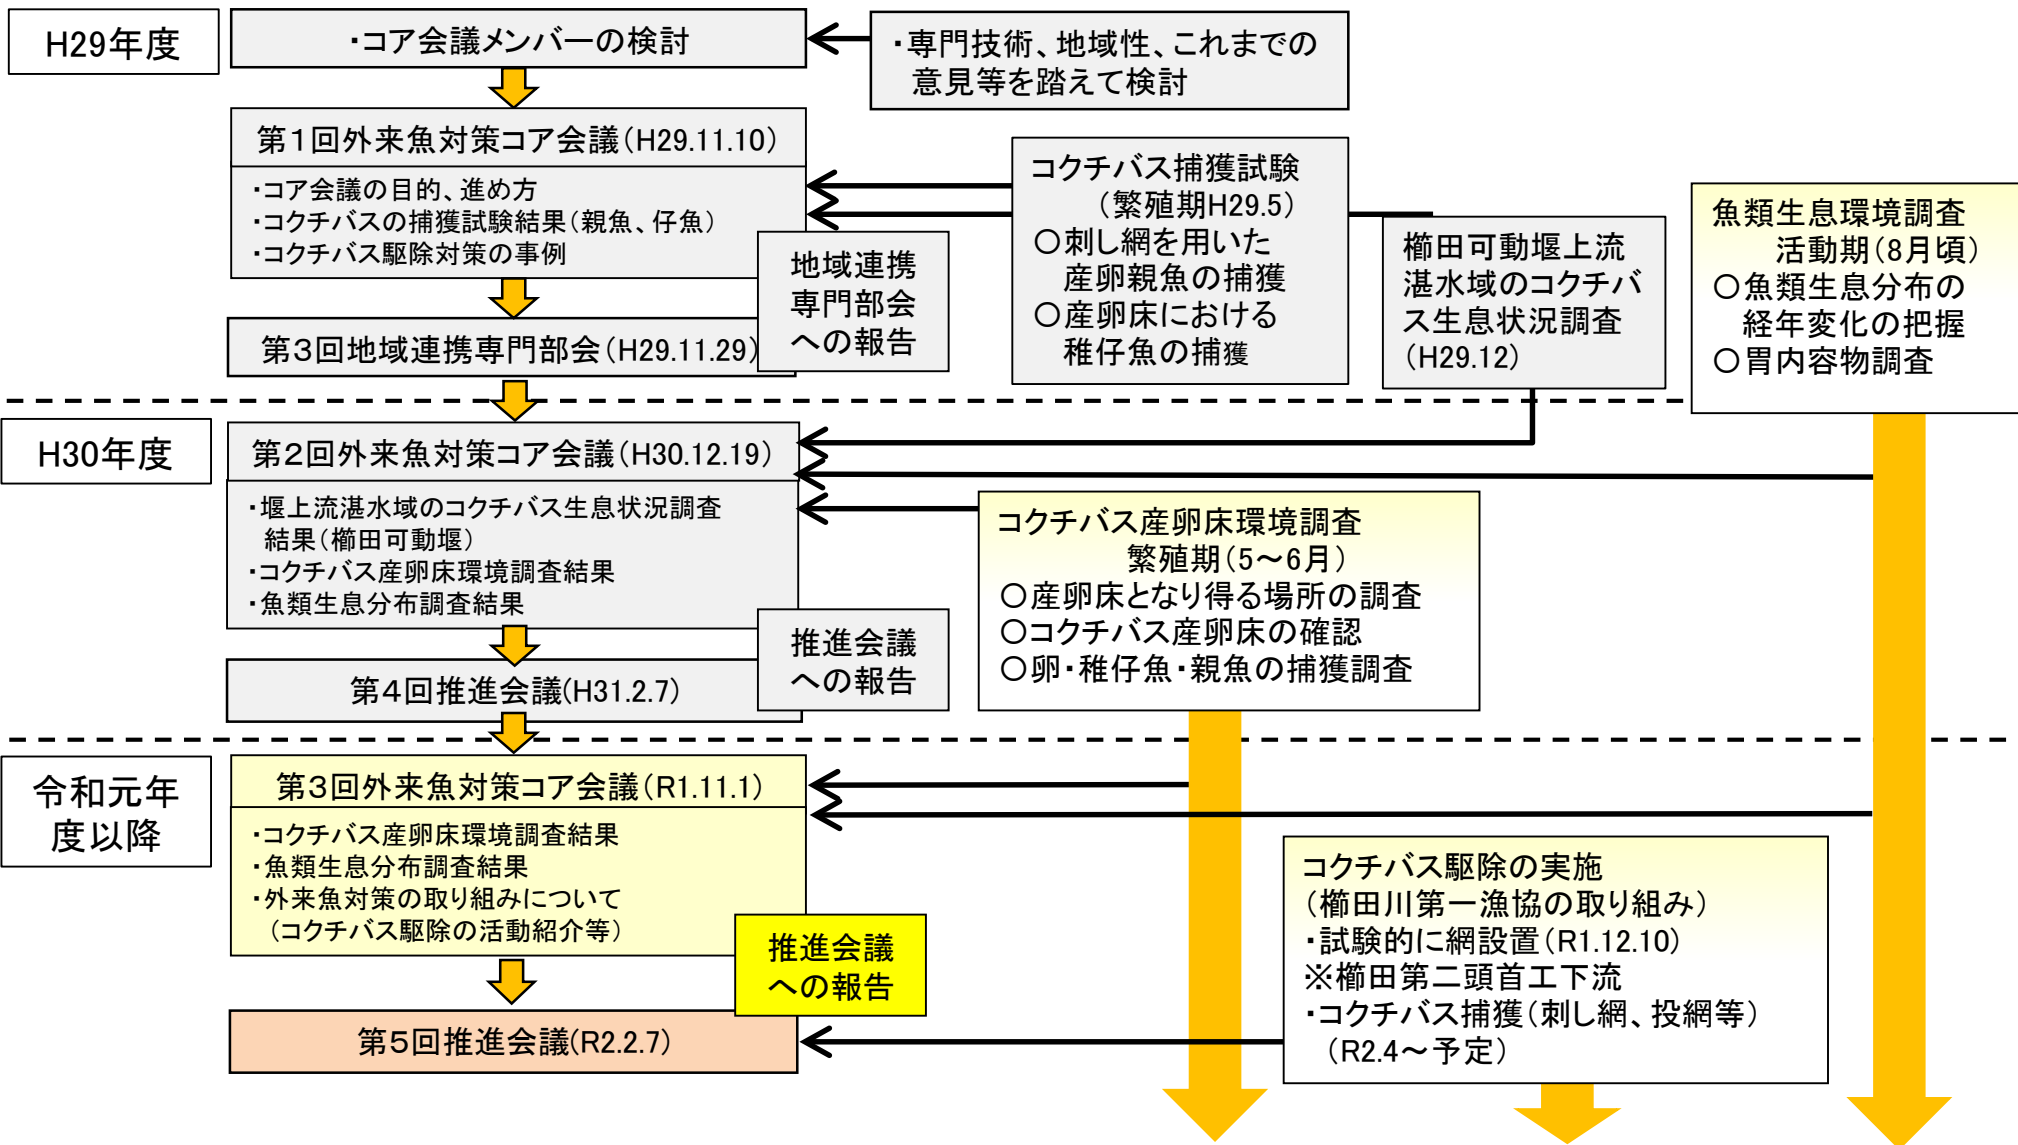 H29年度
・コア会議メンバーの検討
・専門技術、地域性、これまでの
意見等を踏まえて検討
第1回外来魚対策コア会議(H29.11.10)
・コア会議の目的、進め方
・コクチバスの捕獲試験結果(親魚、仔魚)
・コクチバス駆除対策の事例
地域連携
専門部会
への報告
第3回地域連携専門部会(H29.11.29)
コクチバス捕獲試験
(繁殖期H29.5)
○刺し網を用いた
産卵親魚の捕獲
○産卵床における
稚仔魚の捕獲
櫛田可動堰上流
湛水域のコクチバ
ス生息状況調査
(H29.12)
魚類生息環境調査
活動期(8月頃)
○魚類生息分布の
経年変化の把握
○胃内容物調査
H30年度
第2回外来魚対策コア会議(H30.12.19)
・堰上流湛水域のコクチバス生息状況調査
結果(櫛田可動堰)
・コクチバス産卵床環境調査結果
・魚類生息分布調査結果
推進会議
への報告
第4回推進会議(H31.2.7)
コクチバス産卵床環境調査
繁殖期(5～6月)
○産卵床となり得る場所の調査
○コクチバス産卵床の確認
○卵・稚仔魚・親魚の捕獲調査
令和元年
度以降
第3回外来魚対策コア会議(R1.11.1)
・コクチバス産卵床環境調査結果
・魚類生息分布調査結果
・外来魚対策の取り組みについて
(コクチバス駆除の活動紹介等)
推進会議
への報告
第5回推進会議(R2.2.7)
コクチバス駆除の実施
(櫛田川第一漁協の取り組み)
・試験的に網設置(R1.12.10)
※櫛田第二頭首工下流
・コクチバス捕獲(刺し網、投網等)
(R2.4～予定)